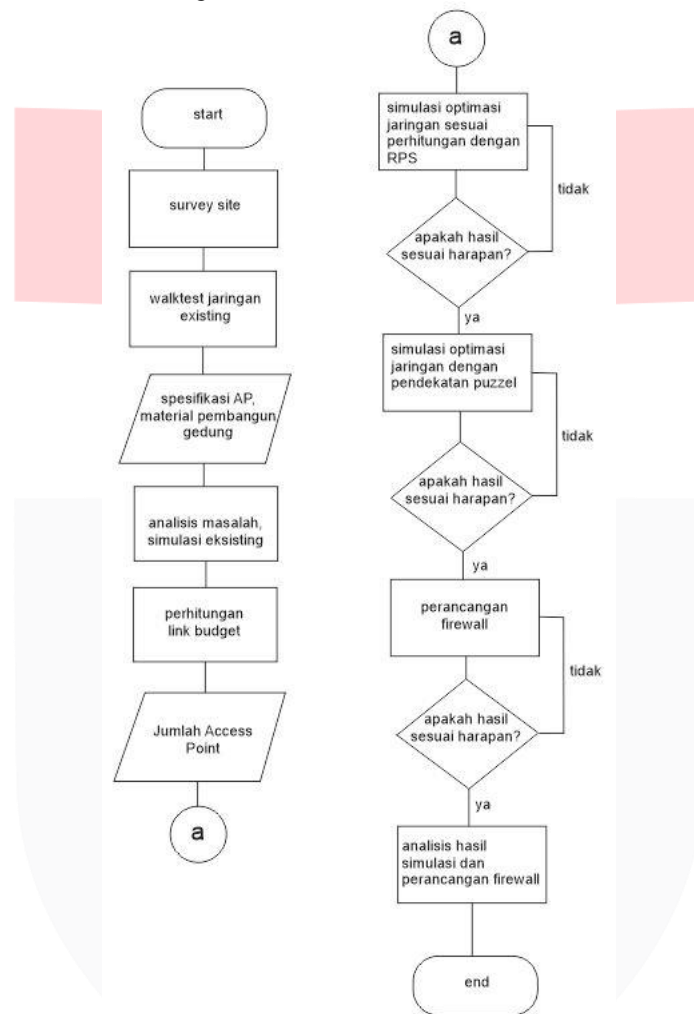 start
survey site
walktest jaringan
existing
spesifikasi AP,
material pembangun
gedung
analisis masalah,
simulasi eksisting
perhitungan
link budget
Jumlah Access
Point
a
a
simulasi optimasi
jaringan sesuai
perhitungan dengan
RPS
tidak
apakah hasil
sesuai harapan?
ya
simulasi optimasi
jaringan dengan
pendekatan puzzel
tidak
apakah hasil
sesuai harapan?
ya
perancangan
firewall
tidak
apakah hasil
sesuai harapan?
ya
analisis hasil
simulasi dan
perancangan firewall
end